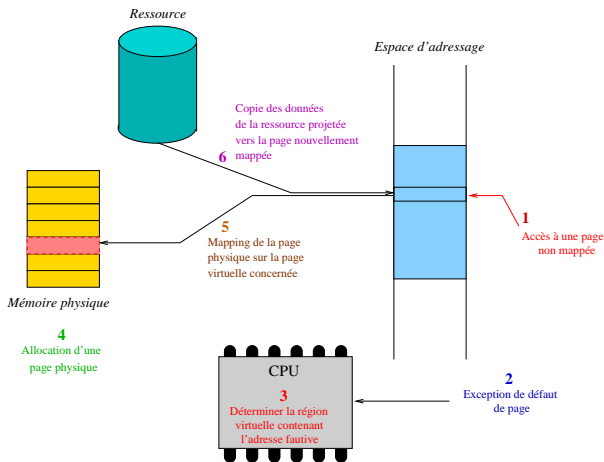 Ressource
Espace d'adressage
Copie des données
de la ressource projetée
vers la page nouvellement
mappée
6
1
Accès à une page
non mappée
5
Mapping de la page
physique sur la page
virtuelle concernée
Mémoire physique
4
Allocation d'une
page physique
CPU
3
Déterminer la région
virtuelle contenant
l'adresse fautive
2
Exception de défaut
de page